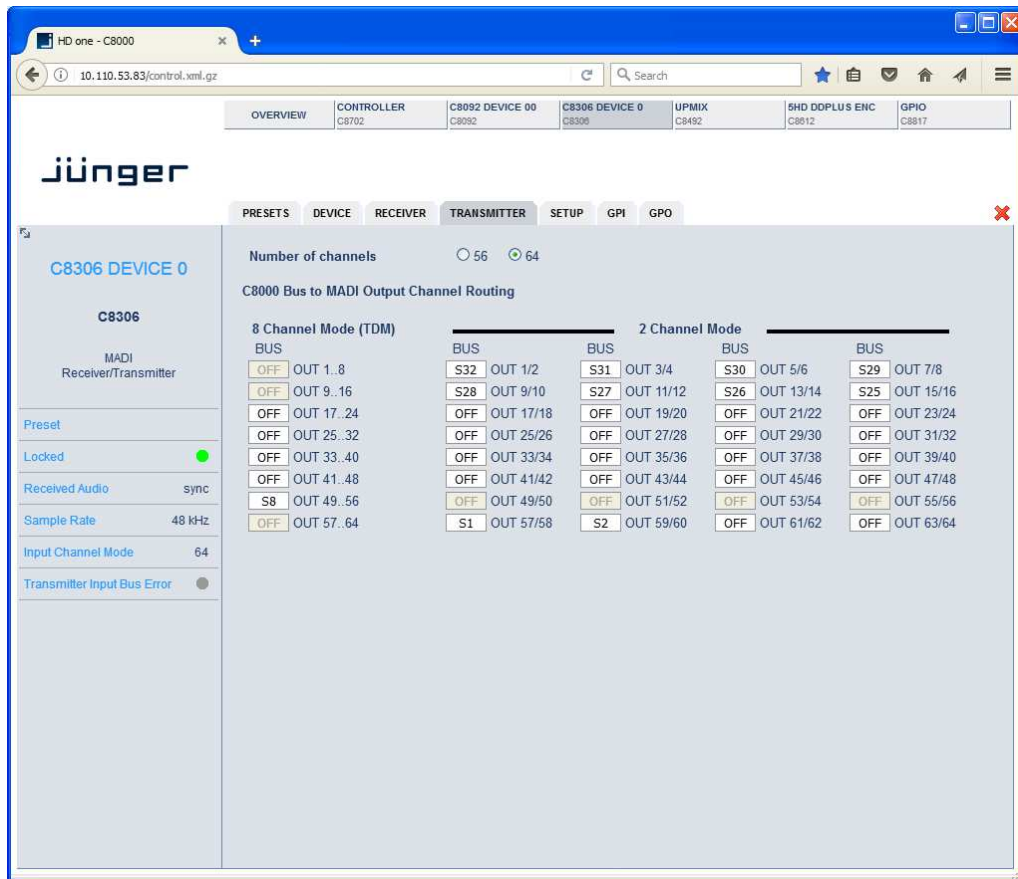 HD one - C8000
10.110.53.83/control.xml.gz
Search
OVERVIEW
CONTROLLER
C8702
C8092 DEVICE 00
C8092
C8306 DEVICE 0
C8306
UPMIX
C8492
5HD DDPLUS ENC
C8612
GPIO
C8817
jünger
PRESETS DEVICE RECEIVER TRANSMITTER SETUP GPI GPO
C8306 DEVICE 0
C8306
MADI
Receiver/Transmitter
Preset
Locked
Received Audio sync
Sample Rate 48 kHz
Input Channel Mode 64
Transmitter Input Bus Error
Number of channels 56 64
C8000 Bus to MADI Output Channel Routing
8 Channel Mode (TDM) 2 Channel Mode
BUS BUS BUS BUS BUS
OFF OUT 1..8 S32 OUT 1/2 S31 OUT 3/4 S30 OUT 5/6 S29 OUT 7/8
OFF OUT 9..16 S28 OUT 9/10 S27 OUT 11/12 S26 OUT 13/14 S25 OUT 15/16
OFF OUT 17..24 OFF OUT 17/18 OFF OUT 19/20 OFF OUT 21/22 OFF OUT 23/24
OFF OUT 25..32 OFF OUT 25/26 OFF OUT 27/28 OFF OUT 29/30 OFF OUT 31/32
OFF OUT 33..40 OFF OUT 33/34 OFF OUT 35/36 OFF OUT 37/38 OFF OUT 39/40
OFF OUT 41..48 OFF OUT 41/42 OFF OUT 43/44 OFF OUT 45/46 OFF OUT 47/48
S8 OUT 49..56 OFF OUT 49/50 OFF OUT 51/52 OFF OUT 53/54 OFF OUT 55/56
OFF OUT 57..64 S1 OUT 57/58 S2 OUT 59/60 OFF OUT 61/62 OFF OUT 63/64